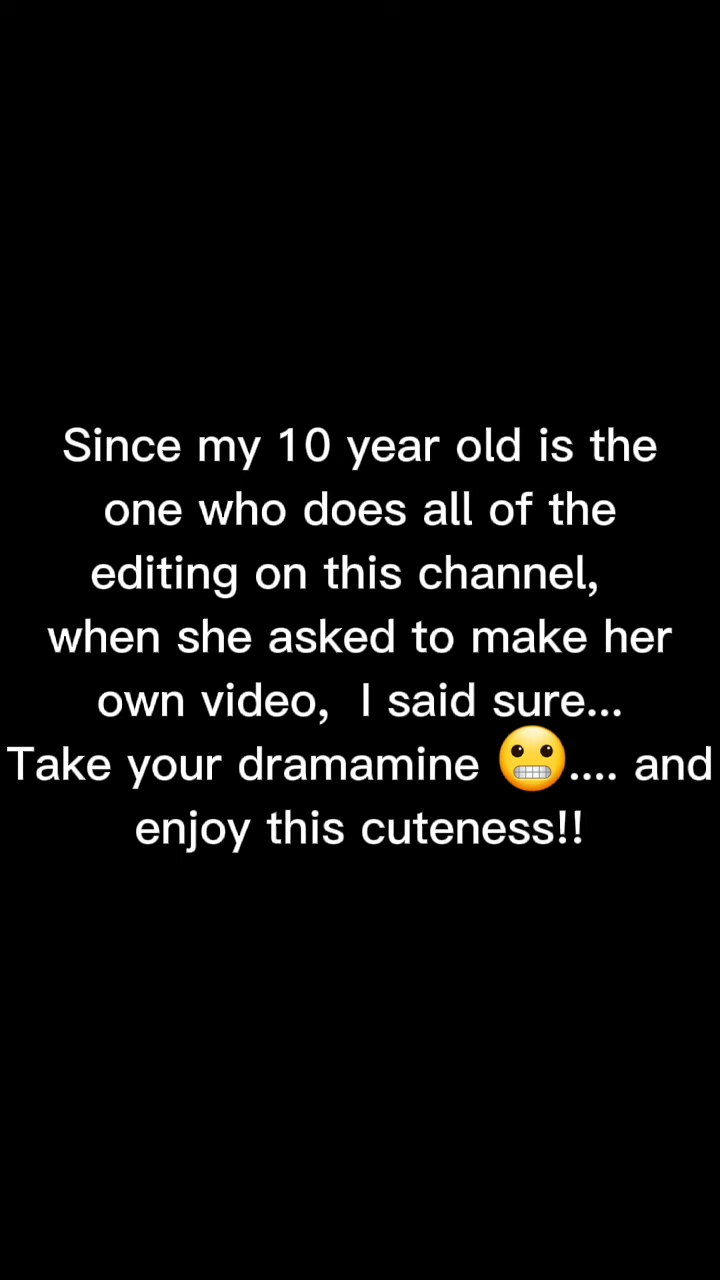 Since my 10 year old is the
one who does all of the
editing on this channel,
when she asked to make her
own video,  I said sure...
Take your dramamine 😬.... and
enjoy this cuteness!!